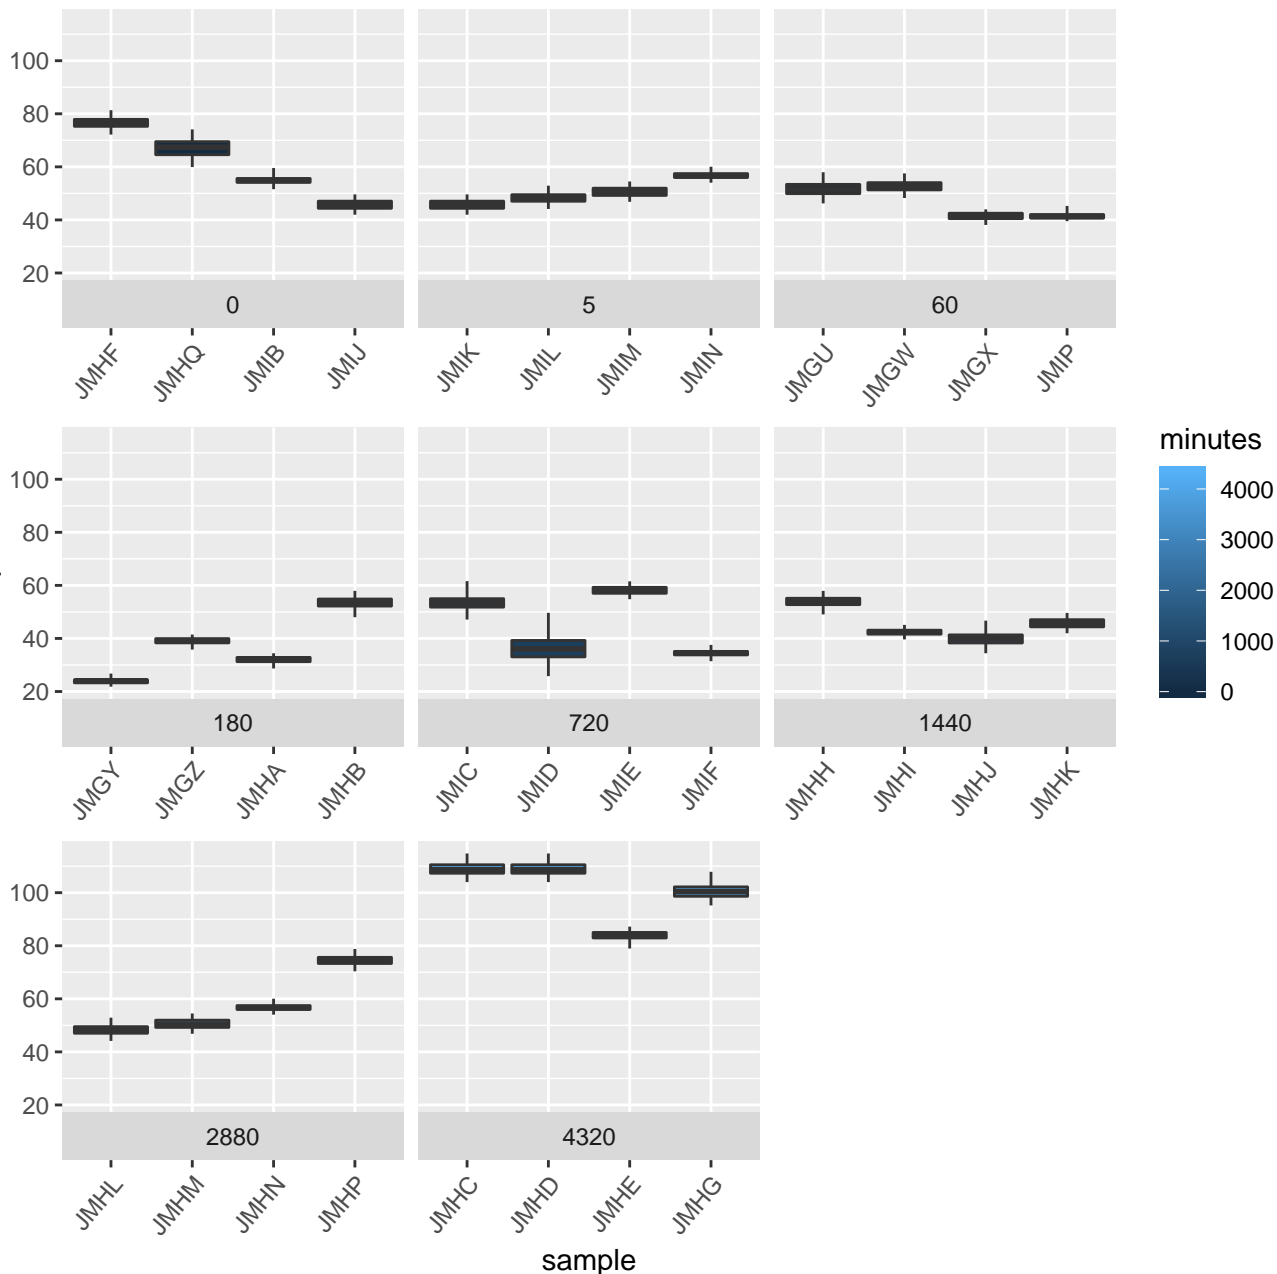 100
80
60
40
20
0
5
60
JMHF
JMHQ
JMIB
JMIJ
JMIK
JMIL
JMIM
JMIN
JMGU
JMGW
JMGX
JMIP
100
80
60
40
20
180
720
1440
JMGY
JMGZ
JMHA
JMHB
JMIC
JMID
JMIE
JMIF
JMHH
JMHI
JMHJ
JMHK
100
80
60
40
20
2880
4320
JMHL
JMHM
JMHN
JMHP
JMHC
JMHD
JMHE
JMHG
sample
minutes
4000
3000
2000
1000
0